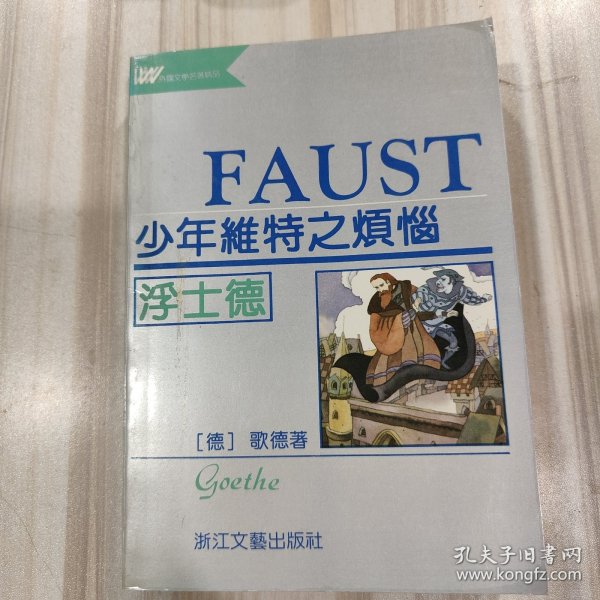 外國文學名著精品
FAUST
少年維特之煩惱
浮士德
［德］ 歌德著
Goethe
浙江文藝出版社
孔夫子旧书网
www.kongfz.com